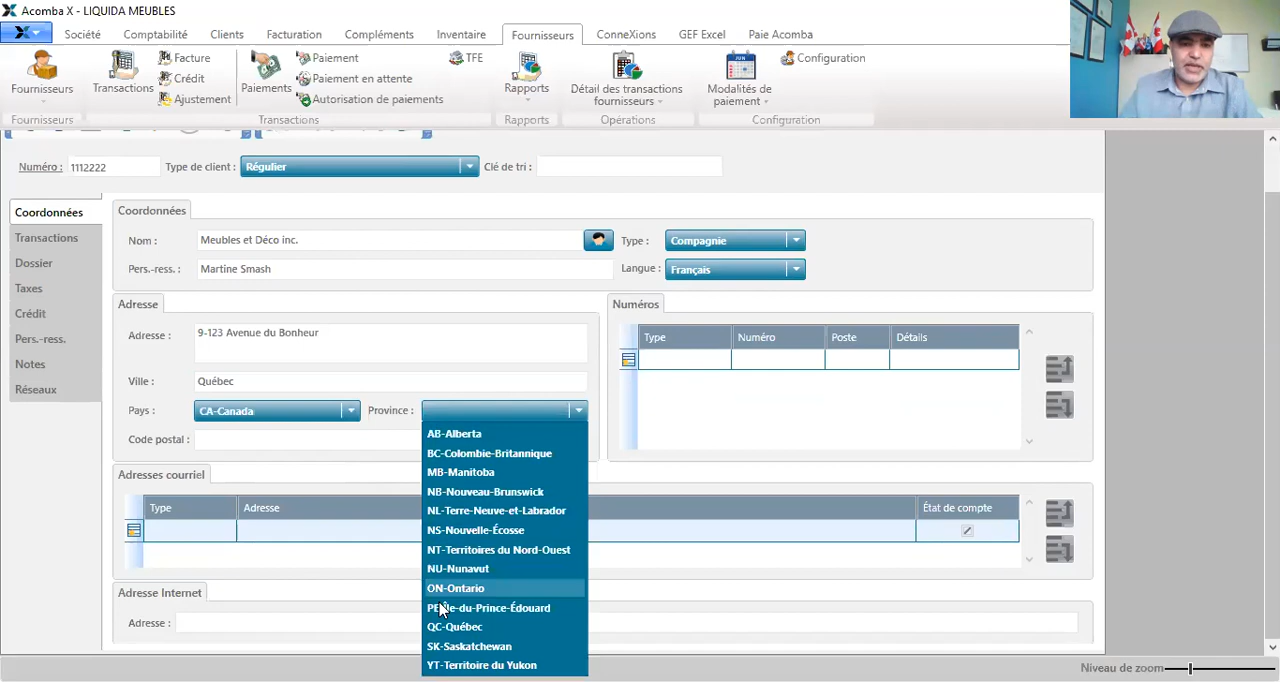 Acomba X - LIQUIDA MEUBLES
Société
Comptabilité
Clients
Facturation
Compléments
Inventaire
Fournisseurs
ConneXions
GEF Excel
Paie Acomba
Fournisseurs
Transactions
Facture
Crédit
Ajustement
Paiements
Paiement
Paiement en attente
Autorisation de paiements
TFE
Rapports
Détail des transactions
fournisseurs
Modalités de
paiement
Configuration
Fournisseurs
Transactions
Rapports
Opérations
Configuration
Numéro : 1112222
Type de client : Régulier
Clé de tri :
Coordonnées
Transactions
Dossier
Taxes
Crédit
Pers.-ress.
Notes
Réseaux
Coordonnées
Nom : Meubles et Déco inc.
Type : Compagnie
Pers.-ress. : Martine Smash
Langue : Français
Adresse
Adresse : 9-123 Avenue du Bonheur
Ville : Québec
Pays : CA-Canada
Province :
Code postal :
AB-Alberta
BC-Colombie-Britannique
MB-Manitoba
NB-Nouveau-Brunswick
NL-Terre-Neuve-et-Labrador
NS-Nouvelle-Écosse
NT-Territoires du Nord-Ouest
NU-Nunavut
ON-Ontario
PE-Île-du-Prince-Édouard
QC-Québec
SK-Saskatchewan
YT-Territoire du Yukon
Numéros
Type Numéro Poste Détails
Adresses courriel
Type Adresse État de compte
Adresse Internet
Adresse :
Niveau de zoom